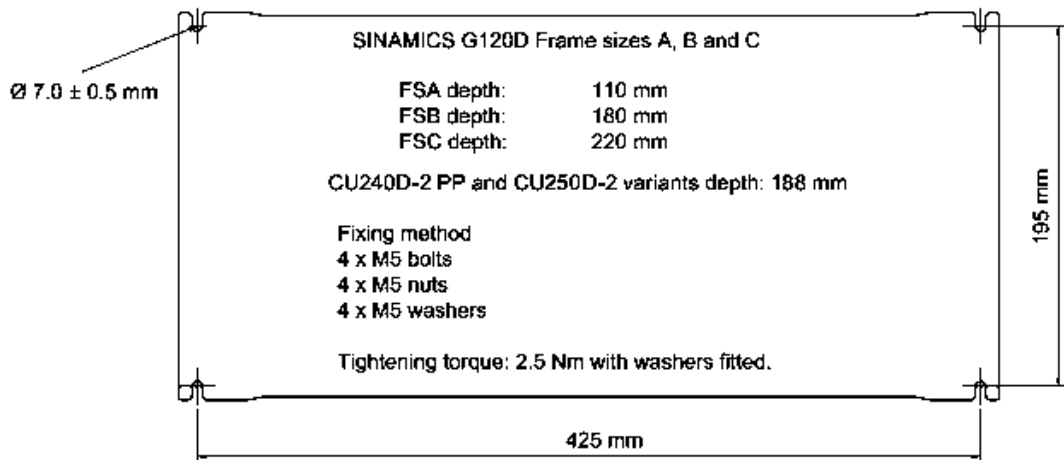 SINAMICS G120D Frame sizes A, B and C
Ø 7.0 ± 0.5 mm
FSA depth: 110 mm
FSB depth: 180 mm
FSC depth: 220 mm
CU240D-2 PP and CU250D-2 variants depth: 188 mm
195 mm
Fixing method
4 x M5 bolts
4 x M5 nuts
4 x M5 washers
Tightening torque: 2.5 Nm with washers fitted.
425 mm